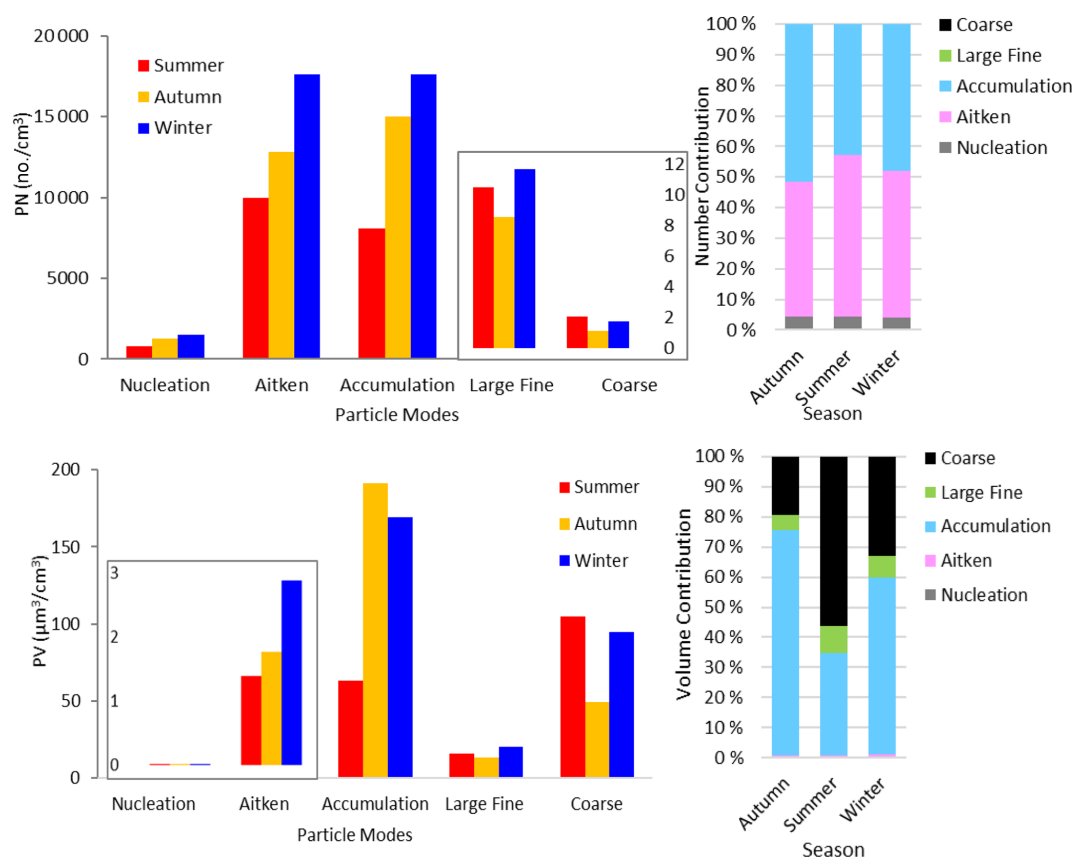 20 000
15 000
10 000
5000
0
PN (no./cm³)
Summer
Autumn
Winter
12
10
8
6
4
2
0
Nucleation
Aitken
Accumulation
Large Fine
Coarse
Particle Modes
100 %
90 %
80 %
70 %
60 %
50 %
40 %
30 %
20 %
10 %
0 %
Number Contribution
Autumn
Summer
Winter
Season
Coarse
Large Fine
Accumulation
Aitken
Nucleation
200
150
100
50
0
PV (µm³/cm³)
3
2
1
0
Summer
Autumn
Winter
Nucleation
Aitken
Accumulation
Large Fine
Coarse
Particle Modes
100 %
90 %
80 %
70 %
60 %
50 %
40 %
30 %
20 %
10 %
0 %
Volume Contribution
Autumn
Summer
Winter
Season
Coarse
Large Fine
Accumulation
Aitken
Nucleation